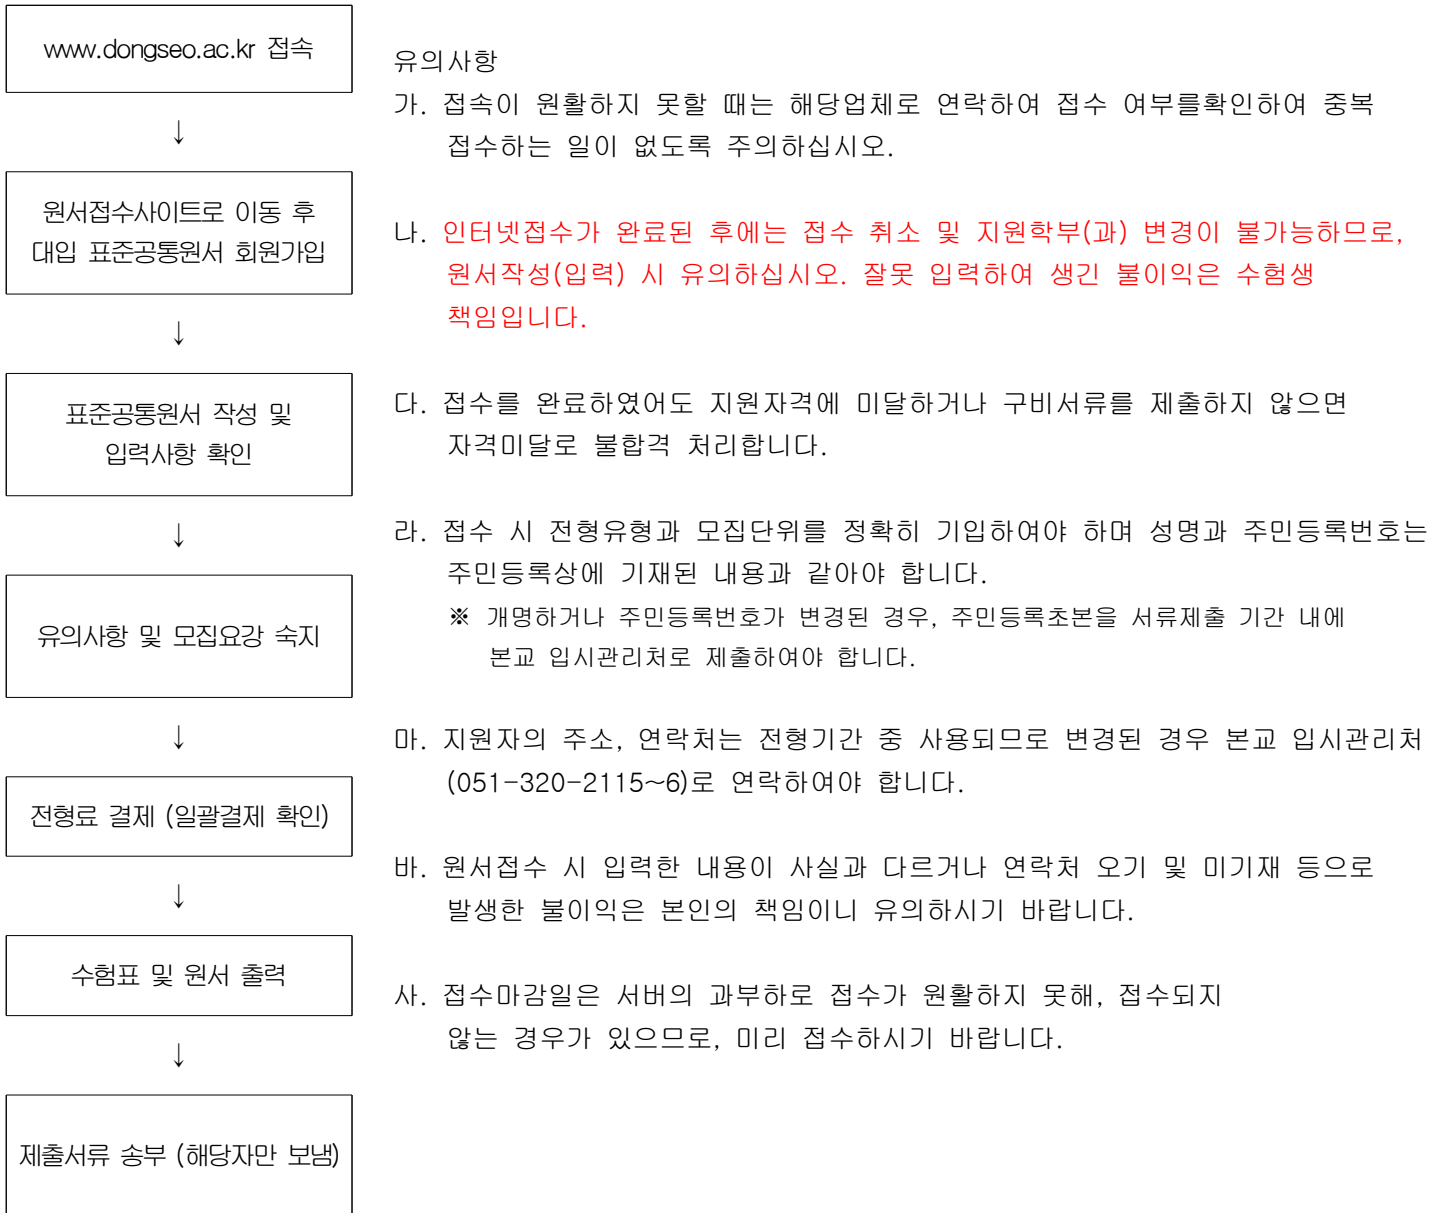 www.dongseo.ac.kr 접속
↓
원서접수사이트로 이동 후
대입 표준공통원서 회원가입
↓
표준공통원서 작성 및
입력사항 확인
↓
유의사항 및 모집요강 숙지
↓
전형료 결제 (일괄결제 확인)
↓
수험표 및 원서 출력
↓
제출서류 송부 (해당자만 보냄)
유의사항
가. 접속이 원활하지 못할 때는 해당업체로 연락하여 접수 여부를확인하여 중복
접수하는 일이 없도록 주의하십시오.
나. 인터넷접수가 완료된 후에는 접수 취소 및 지원학부(과) 변경이 불가능하므로,
원서작성(입력) 시 유의하십시오. 잘못 입력하여 생긴 불이익은 수험생
책임입니다.
다. 접수를 완료하였어도 지원자격에 미달하거나 구비서류를 제출하지 않으면
자격미달로 불합격 처리합니다.
라. 접수 시 전형유형과 모집단위를 정확히 기입하여야 하며 성명과 주민등록번호는
주민등록상에 기재된 내용과 같아야 합니다.
※ 개명하거나 주민등록번호가 변경된 경우, 주민등록초본을 서류제출 기간 내에
본교 입시관리처로 제출하여야 합니다.
마. 지원자의 주소, 연락처는 전형기간 중 사용되므로 변경된 경우 본교 입시관리처
(051-320-2115~6)로 연락하여야 합니다.
바. 원서접수 시 입력한 내용이 사실과 다르거나 연락처 오기 및 미기재 등으로
발생한 불이익은 본인의 책임이니 유의하시기 바랍니다.
사. 접수마감일은 서버의 과부하로 접수가 원활하지 못해, 접수되지
않는 경우가 있으므로, 미리 접수하시기 바랍니다.